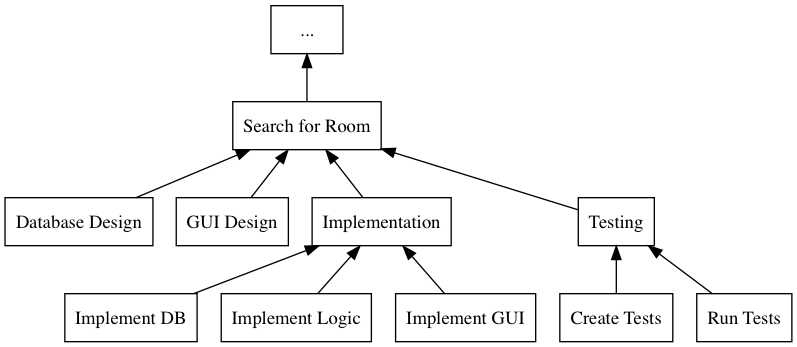 ...
Search for Room
Database Design
GUI Design
Implementation
Testing
Implement DB
Implement Logic
Implement GUI
Create Tests
Run Tests